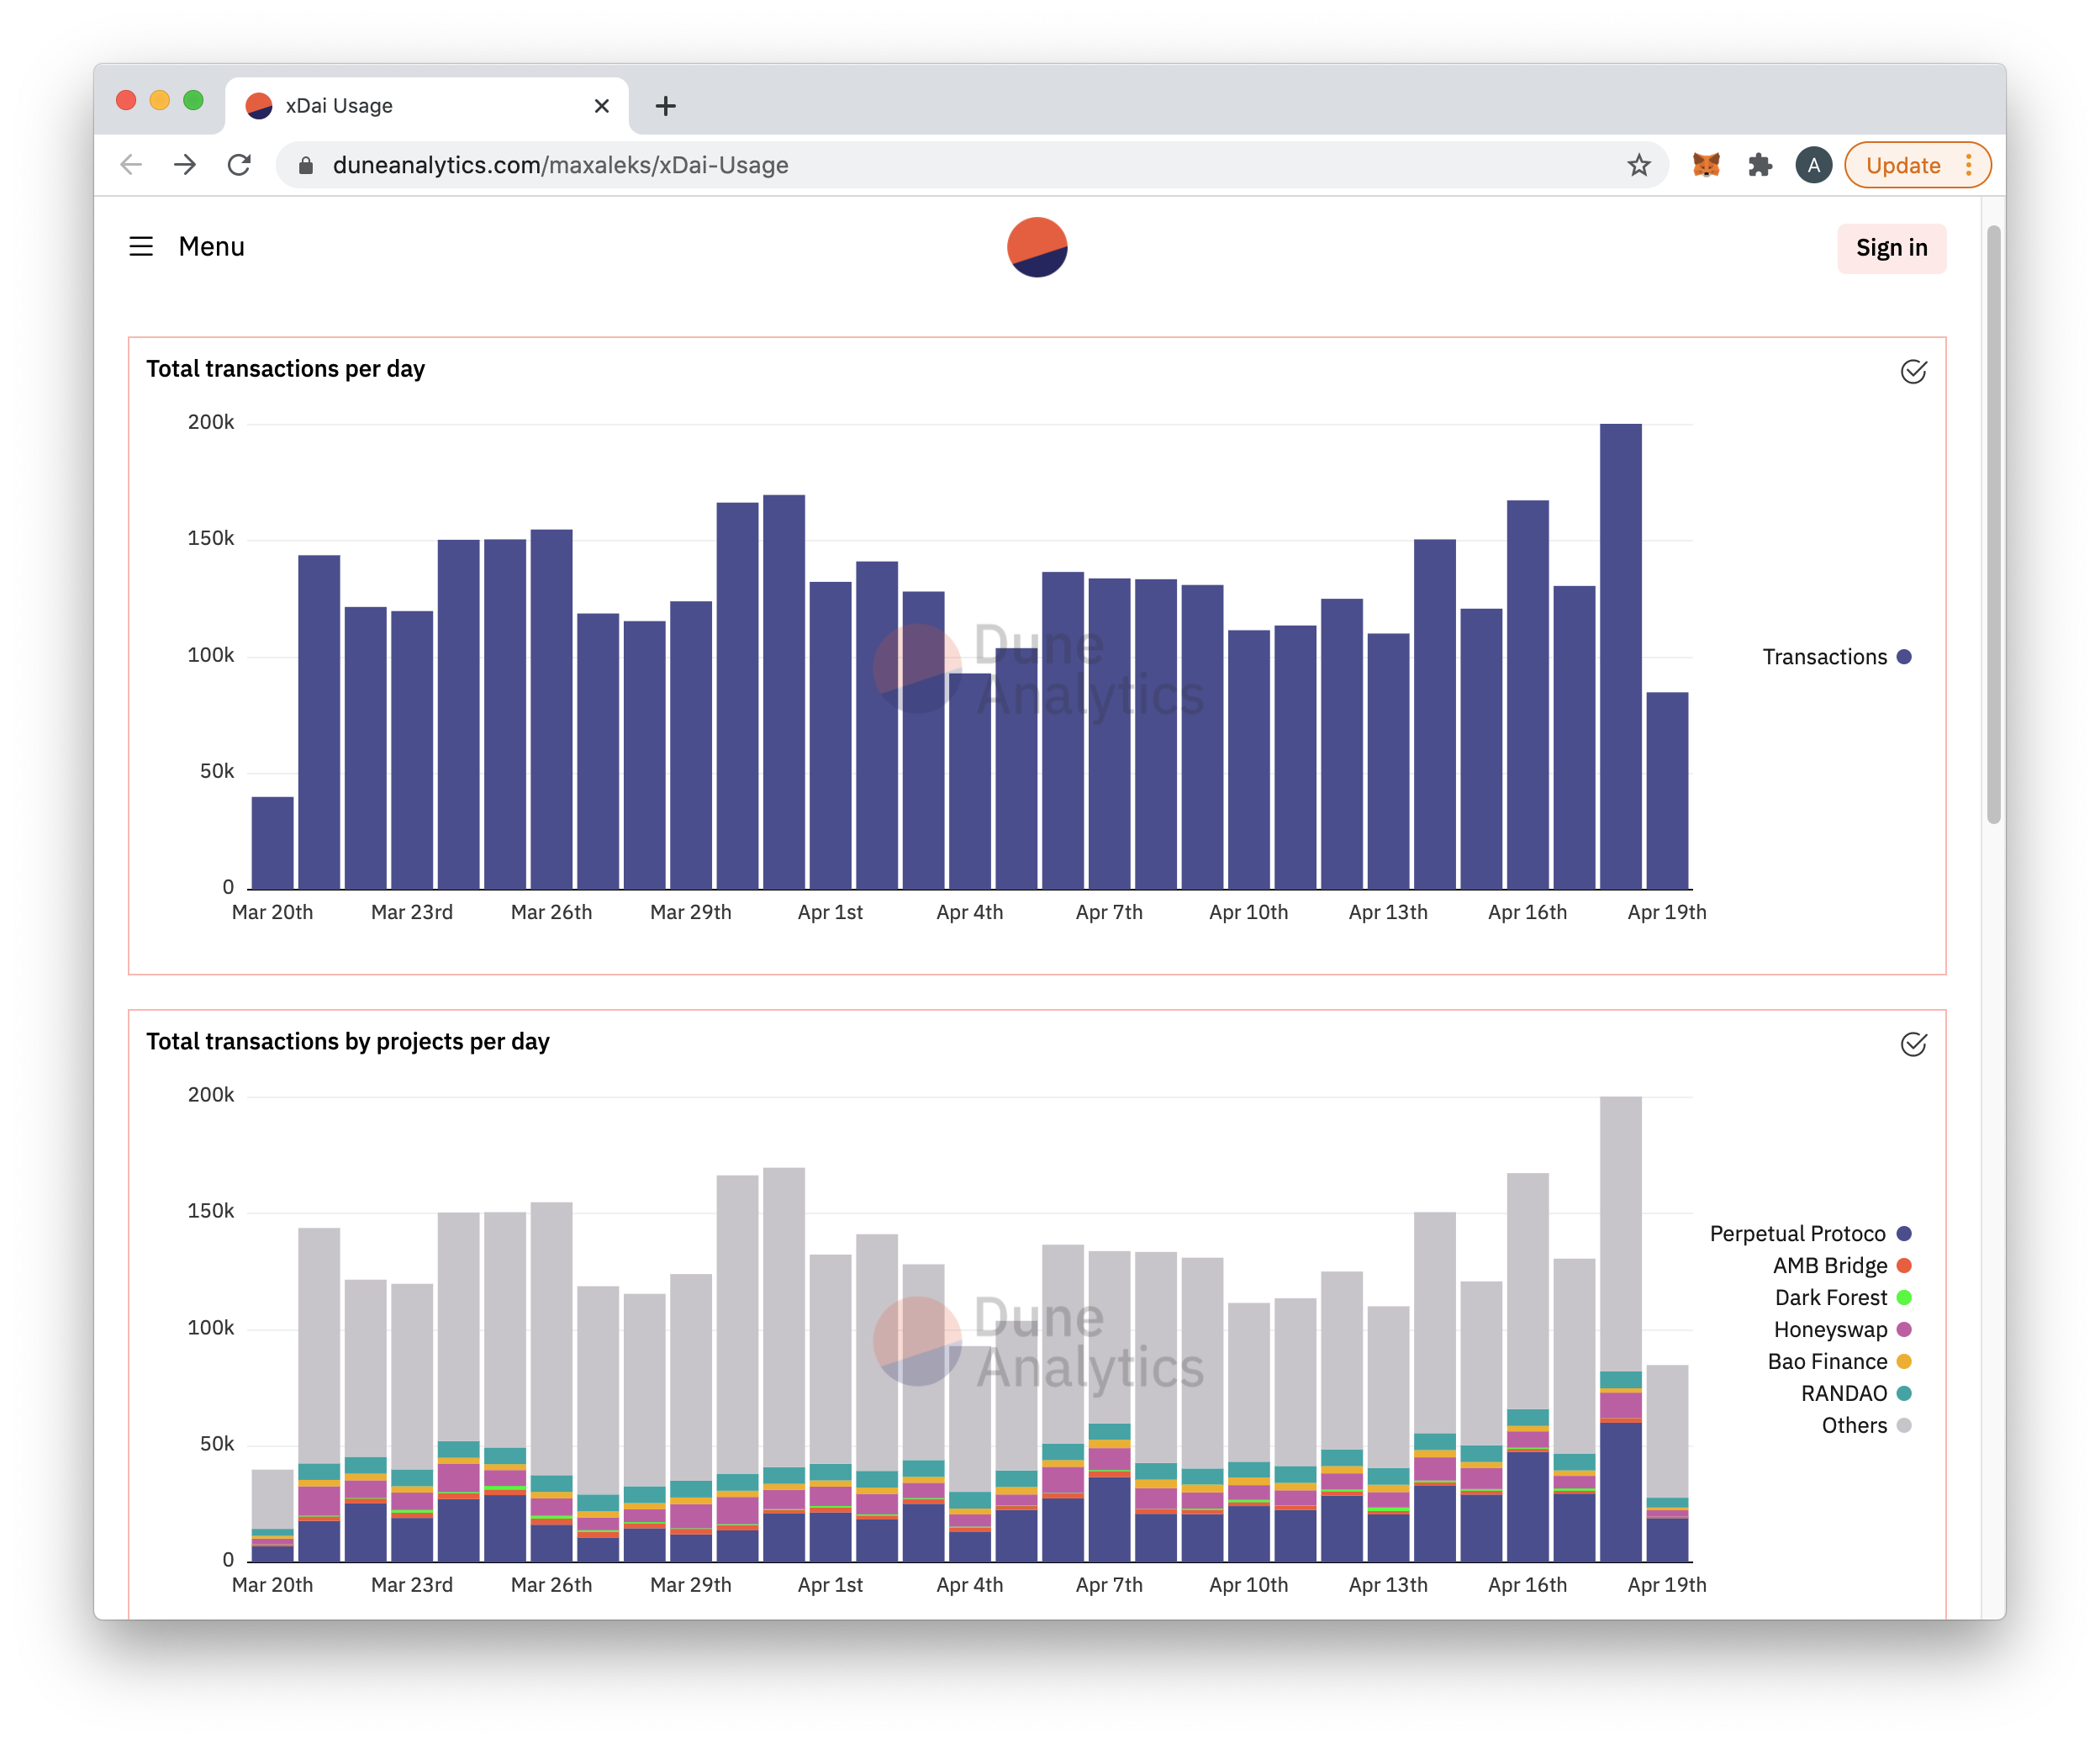 xDai Usage
duneanalytics.com/maxaleks/xDai-Usage
A
Update
Menu
Sign in
Total transactions per day
200k
150k
100k
50k
0
Mar 20th Mar 23rd Mar 26th Mar 29th Apr 1st Apr 4th Apr 7th Apr 10th Apr 13th Apr 16th Apr 19th
Dune
Analytics
Transactions
Total transactions by projects per day
200k
150k
100k
50k
0
Mar 20th Mar 23rd Mar 26th Mar 29th Apr 1st Apr 4th Apr 7th Apr 10th Apr 13th Apr 16th Apr 19th
Dune
Analytics
Perpetual Protoco
AMB Bridge
Dark Forest
Honeyswap
Bao Finance
RANDAO
Others